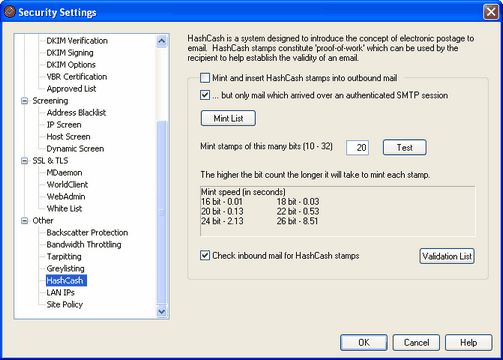 Security Settings
DKIM Verification
DKIM Signing
DKIM Options
VBR Certification
Approved List
Screening
Address Blacklist
IP Screen
Host Screen
Dynamic Screen
SSL & TLS
MDaemon
WorldClient
WebAdmin
White List
Other
Backscatter Protection
Bandwidth Throttling
Tarpitting
Greylisting
HashCash
LAN IPs
Site Policy
HashCash is a system designed to introduce the concept of electronic postage to
email. HashCash stamps constitute 'proof-of-work' which can be used by the
recipient to help establish the validity of an email.
Mint and insert HashCash stamps into outbound mail
... but only mail which arrived over an authenticated SMTP session
Mint List
Mint stamps of this many bits (10 - 32) 20 Test
The higher the bit count the longer it will take to mint each stamp.
Mint speed (in seconds)
16 bit - 0.01 18 bit - 0.03
20 bit - 0.13 22 bit - 0.53
24 bit - 2.13 26 bit - 8.51
Check inbound mail for HashCash stamps Validation List
OK Cancel Help